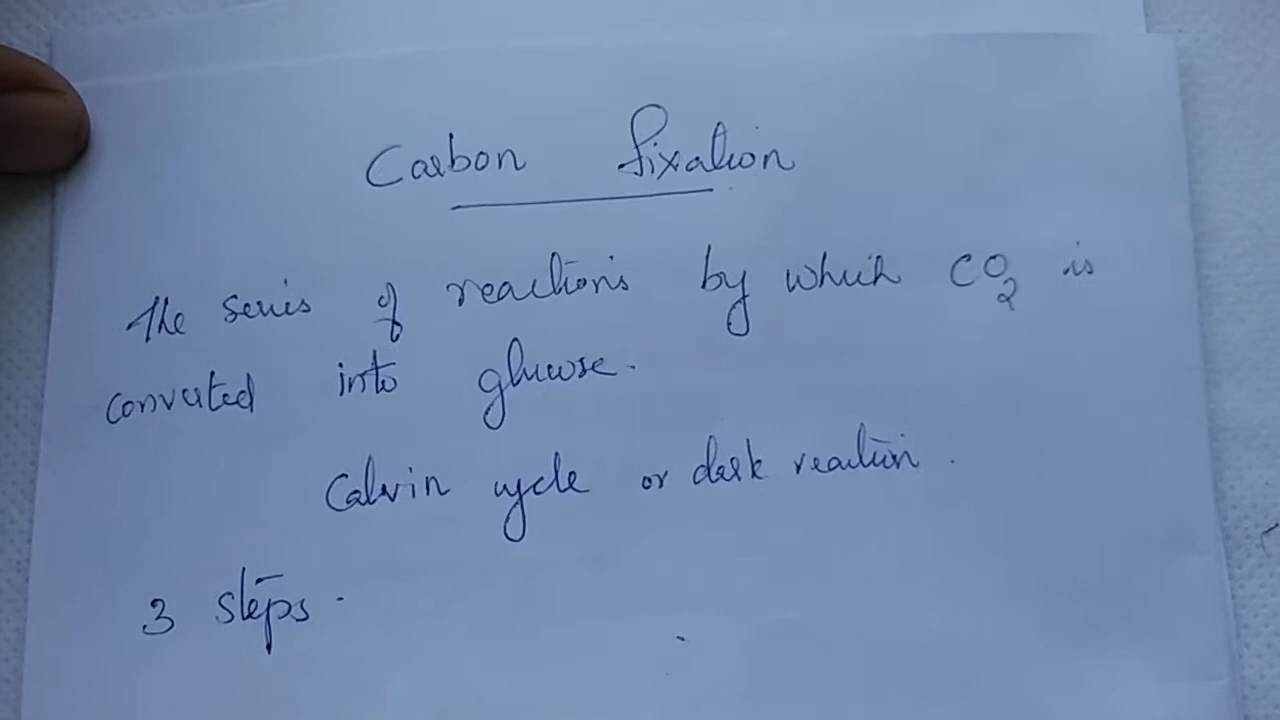 Carbon fixation
The series of reactions by which CO₂ is
converted into glucose.
Calvin cycle or dark reaction.
3 steps.